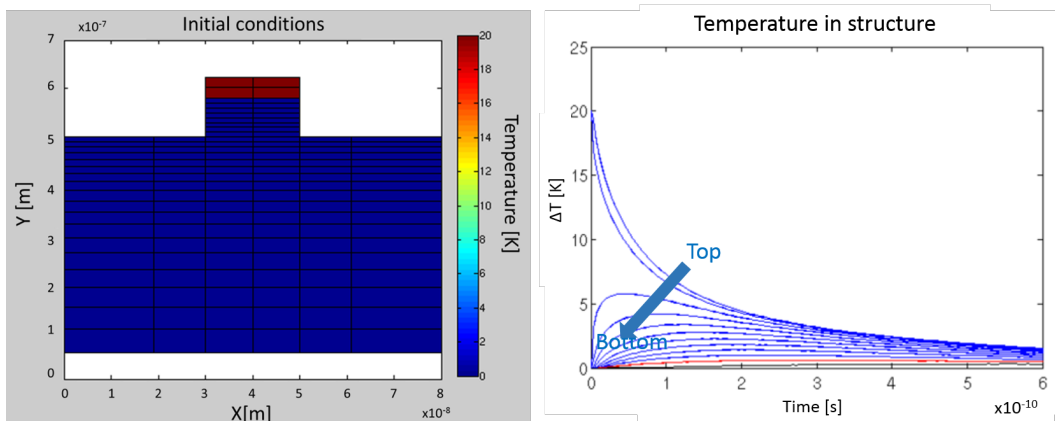 Initial conditions
x10-7
7
6
5
4
3
2
1
0
Y [m]
0 1 2 3 4 5 6 7 8
X[m]
x10-8
20
18
16
14
12
10
8
6
4
2
0
Temperature [K]
Temperature in structure
25
20
15
10
5
0
ΔT [K]
Top
Bottom
0 1 2 3 4 5 6
Time [s]
x10-10